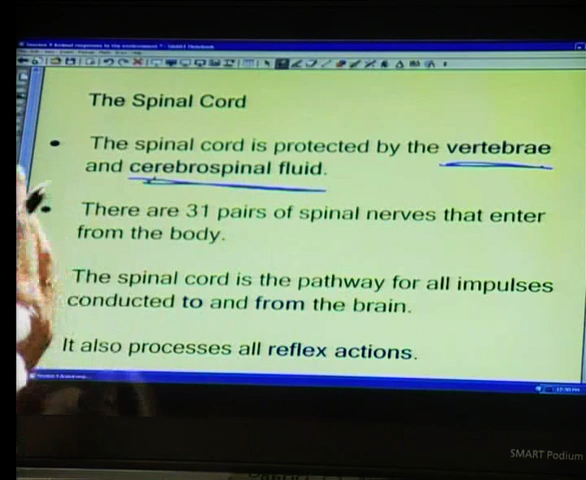 The Spinal Cord
The spinal cord is protected by the vertebrae
and cerebrospinal fluid.
There are 31 pairs of spinal nerves that enter
from the body.
The spinal cord is the pathway for all impulses
conducted to and from the brain.
It also processes all reflex actions.
SMART Podium